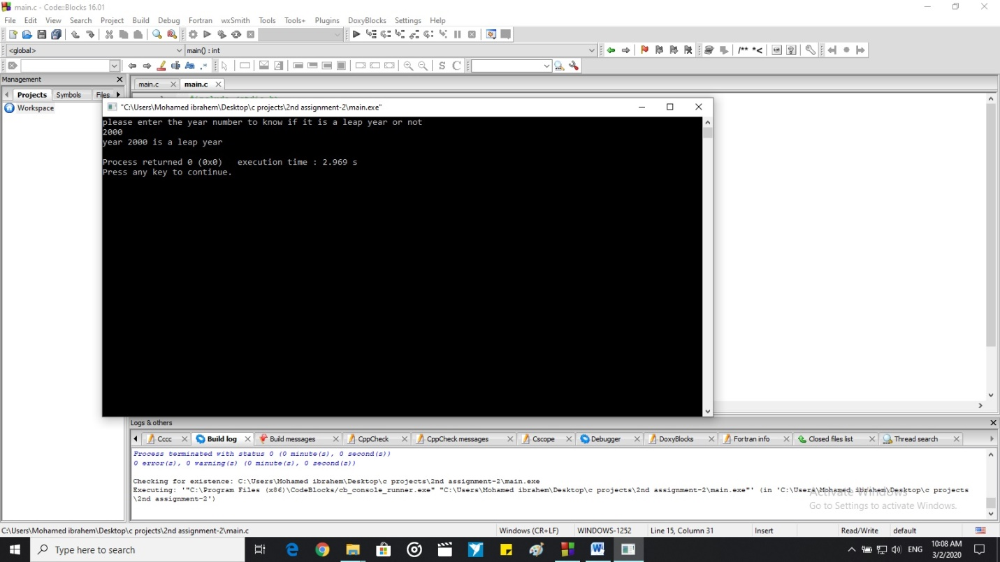 main.c - Code::Blocks 16.01
File Edit View Search Project Build Debug Fortran wxSmith Tools Tools+ Plugins DoxyBlocks Settings Help
<global> main() : int
/** *<
S C
Management
main.c main.c
Projects Symbols Files
Workspace
"C:\Users\Mohamed ibrahem\Desktop\c projects\2nd assignment-2\main.exe"
please enter the year number to know if it is a leap year or not
2000
year 2000 is a leap year
Process returned 0 (0x0) execution time : 2.969 s
Press any key to continue.
Logs & others
Cccc Build log Build messages CppCheck CppCheck messages Cscope Debugger DoxyBlocks Fortran info Closed files list Thread search
Process terminated with status 0 (0 minute(s), 0 second(s))
0 error(s), 0 warning(s) (0 minute(s), 0 second(s))
Checking for existence: C:\Users\Mohamed ibrahem\Desktop\c projects\2nd assignment-2\main.exe
Executing: '"C:\Program Files (x86)\CodeBlocks/cb_console_runner.exe" "C:\Users\Mohamed ibrahem\Desktop\c projects\2nd assignment-2\main.exe"' (in 'C:\Users\Mohamed ibrahem\Desktop\c projects
\2nd assignment-2')
Activate Windows
Go to Settings to activate Windows.
C:\Users\Mohamed ibrahem\Desktop\c projects\2nd assignment-2\main.c Windows (CR+LF) WINDOWS-1252 Line 15, Column 31 Insert Read/Write default
Type here to search
ENG
10:08 AM
3/2/2020